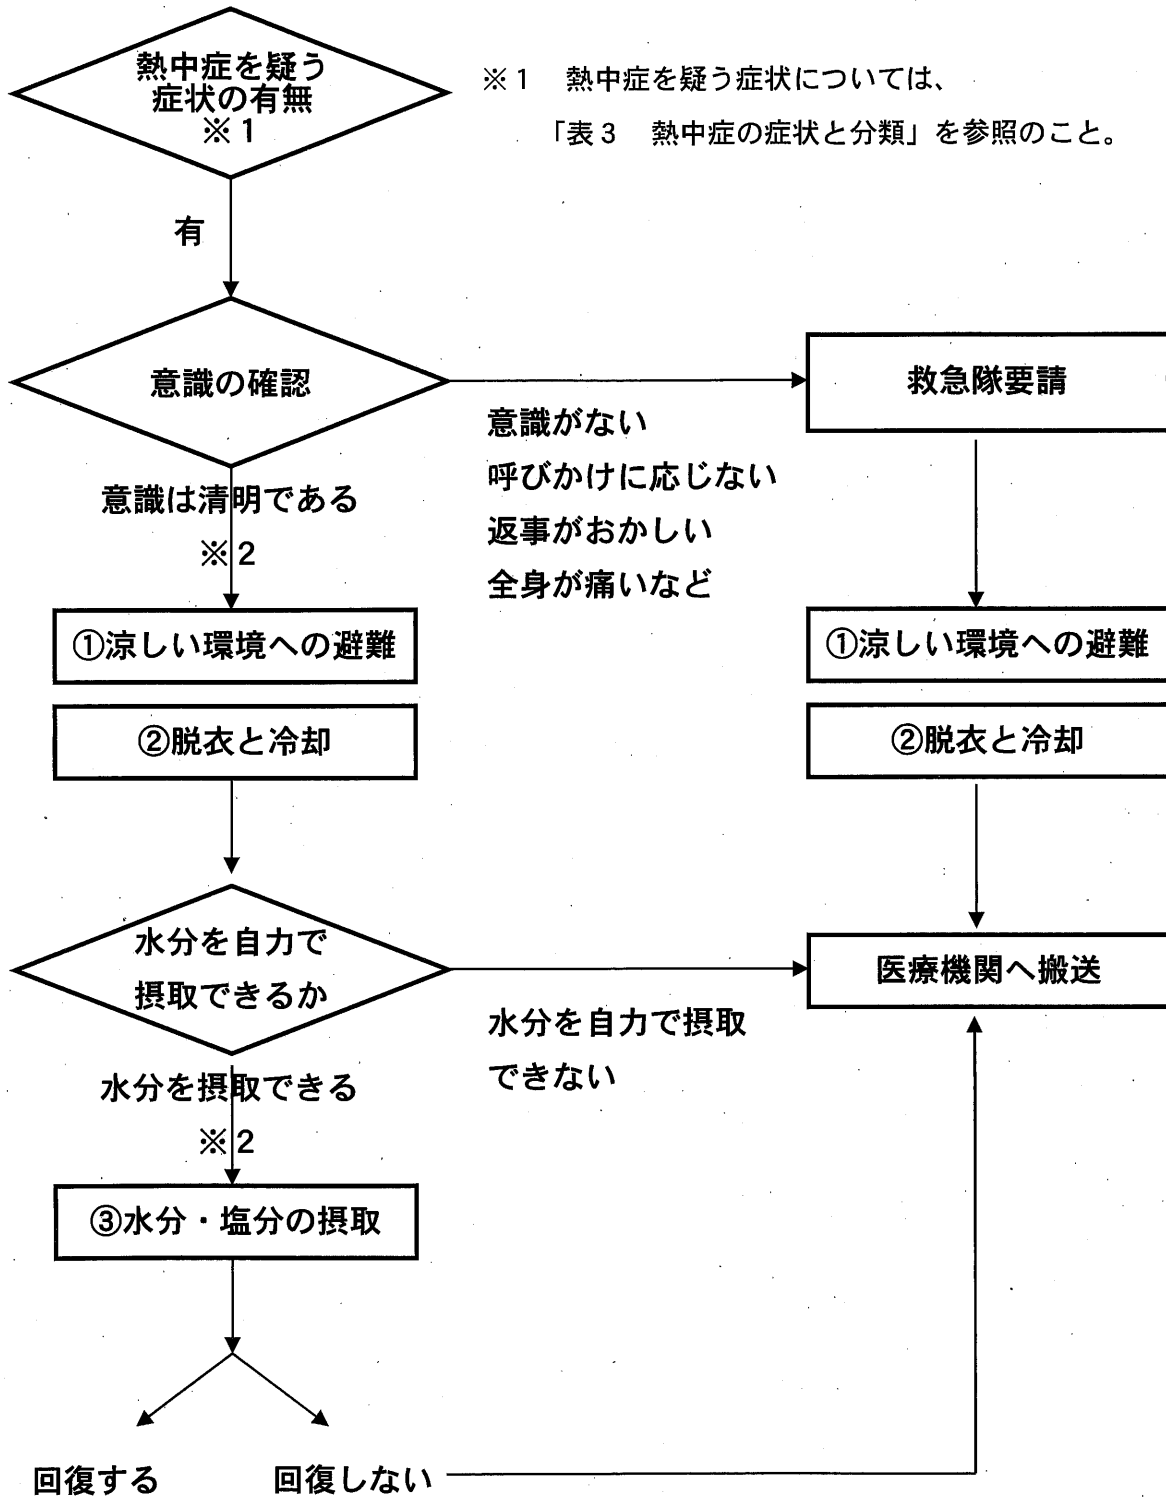 熱中症を疑う
症状の有無
※1
※1 熱中症を疑う症状については、
「表3 熱中症の症状と分類」を参照のこと。
有
意識の確認
救急隊要請
意識がない
呼びかけに応じない
返事がおかしい
全身が痛いなど
意識は清明である
※2
①涼しい環境への避難
①涼しい環境への避難
②脱衣と冷却
②脱衣と冷却
水分を自力で
摂取できるか
医療機関へ搬送
水分を自力で摂取
できない
水分を摂取できる
※2
③水分・塩分の摂取
回復する
回復しない